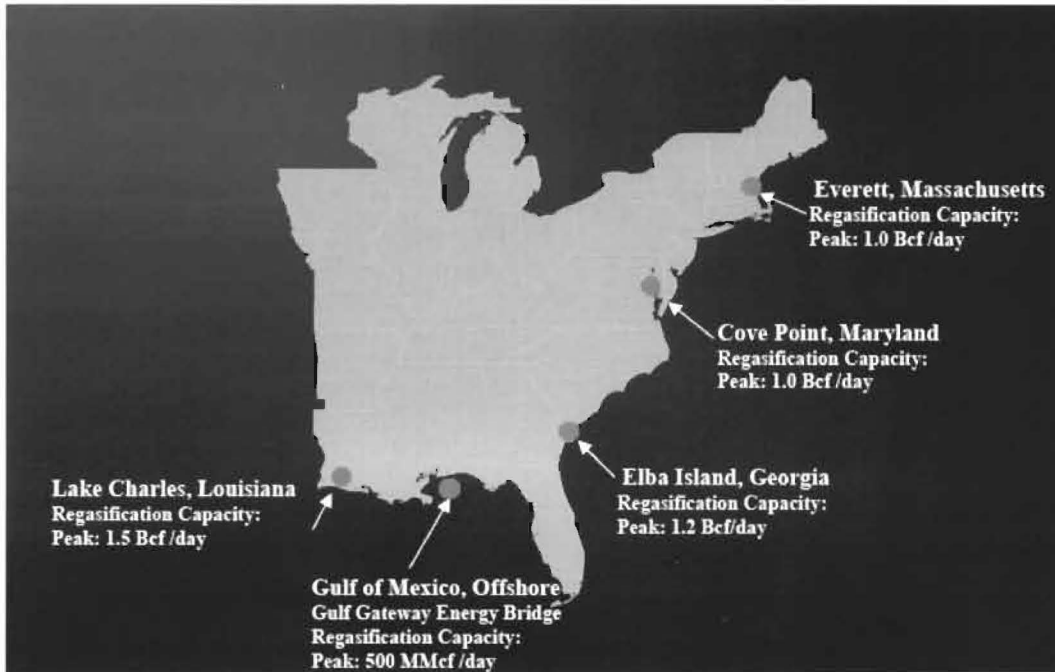 Everett, Massachusetts
Regasification Capacity:
Peak: 1.0 Bcf /day
Cove Point, Maryland
Regasification Capacity:
Peak: 1.0 Bcf /day
Elba Island, Georgia
Regasification Capacity:
Peak: 1.2 Bcf/day
Lake Charles, Louisiana
Regasification Capacity:
Peak: 1.5 Bcf /day
Gulf of Mexico, Offshore
Gulf Gateway Energy Bridge
Regasification Capacity:
Peak: 500 MMcf /day